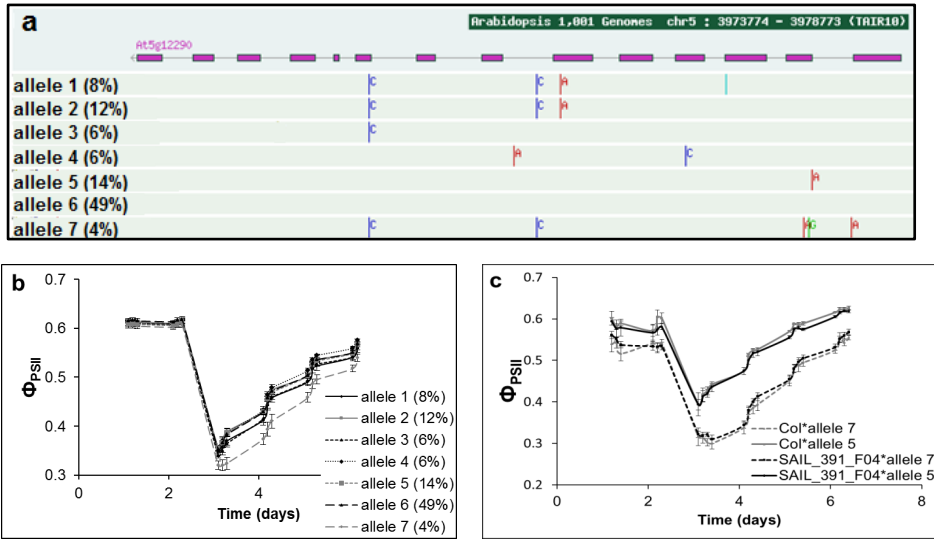 a
Arabidopsis 1,001 Genomes chr5 : 3973774 - 3978773 (TAIR10)
At5g12290
allele 1 (8%)
C
C
A
allele 2 (12%)
C
C
A
allele 3 (6%)
C
allele 4 (6%)
A
C
allele 5 (14%)
A
allele 6 (49%)
allele 7 (4%)
C
C
A
G
A
b
0.7
0.6
0.5
0.4
0.3
ΦPSII
0
2
4
Time (days)
allele 1 (8%)
allele 2 (12%)
allele 3 (6%)
allele 4 (6%)
allele 5 (14%)
allele 6 (49%)
allele 7 (4%)
c
0.7
0.6
0.5
0.4
0.3
0.2
ΦPSII
0
2
4
6
8
Time (days)
Col*allele 7
Col*allele 5
SAIL_391_F04*allele 7
SAIL_391_F04*allele 5